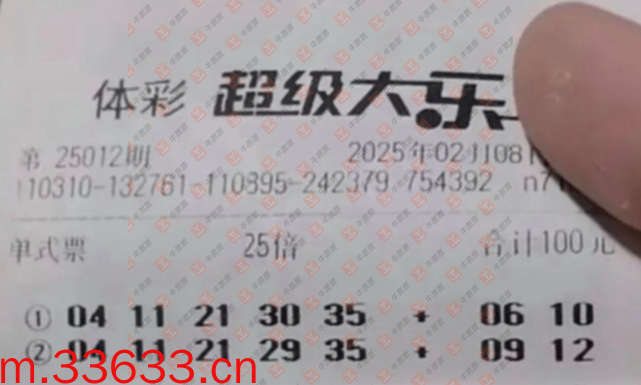 体彩 超级大乐
第 25012期 2025年02月08
110310-132761-110895-242379 754392 n71
单式票 25倍 合计100元
① 04 11 21 30 35 + 06 10
② 04 11 21 29 35 + 09 12
m.33633.cn